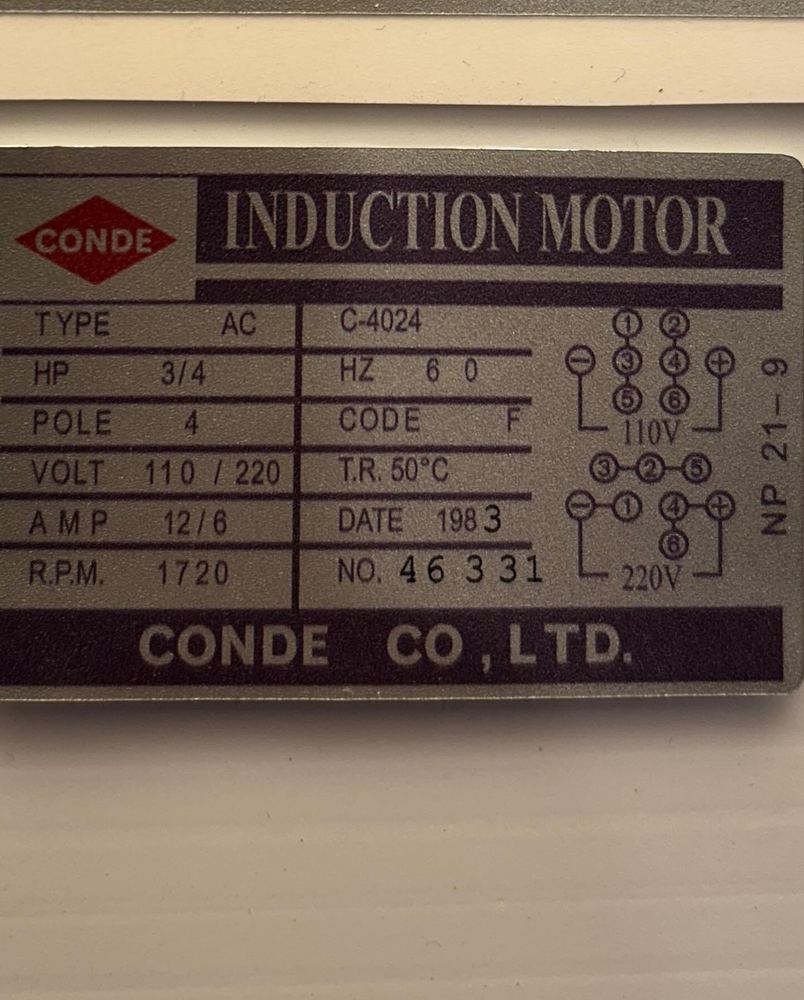 CONDE INDUCTION MOTOR
TYPE AC C-4024
HP 3/4 HZ 6 0
POLE 4 CODE F
VOLT 110 / 220 T.R. 50°C
AMP 12/6 DATE 1983
R.P.M. 1720 NO. 46 331
① ②
⊖ ③ ④ ⊕
⑤ ⑥
110V
③-②-⑤
⊖-① ④-⊕
⑥
220V
NP 21-9
CONDE CO, LTD.